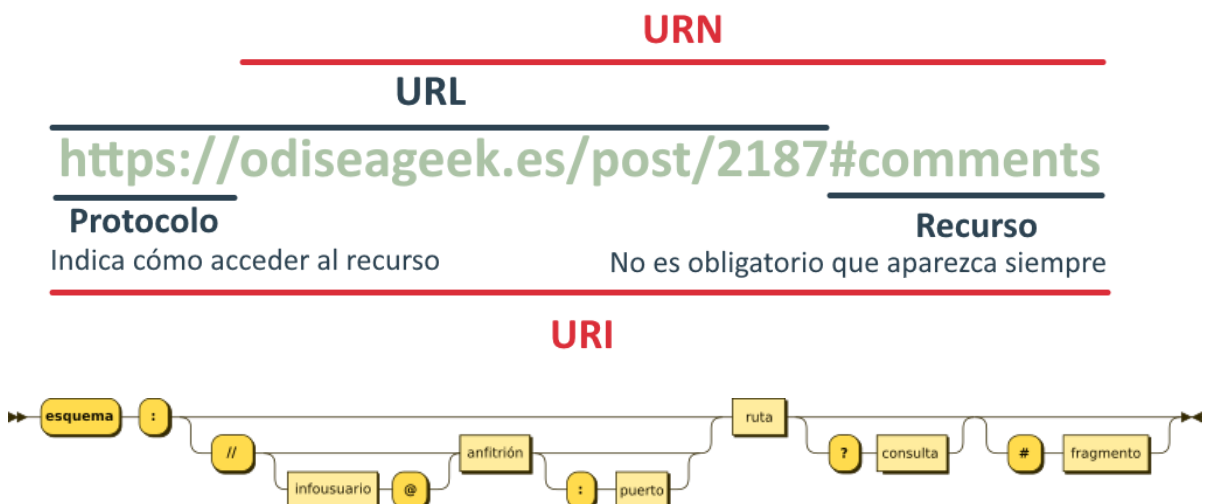 URN
URL
https://odiseageek.es/post/2187#comments
Protocolo
Recurso
Indica cómo acceder al recurso
No es obligatorio que aparezca siempre
URI
esquema : ruta
// anfitrión ? consulta # fragmento
infousuario @ : puerto